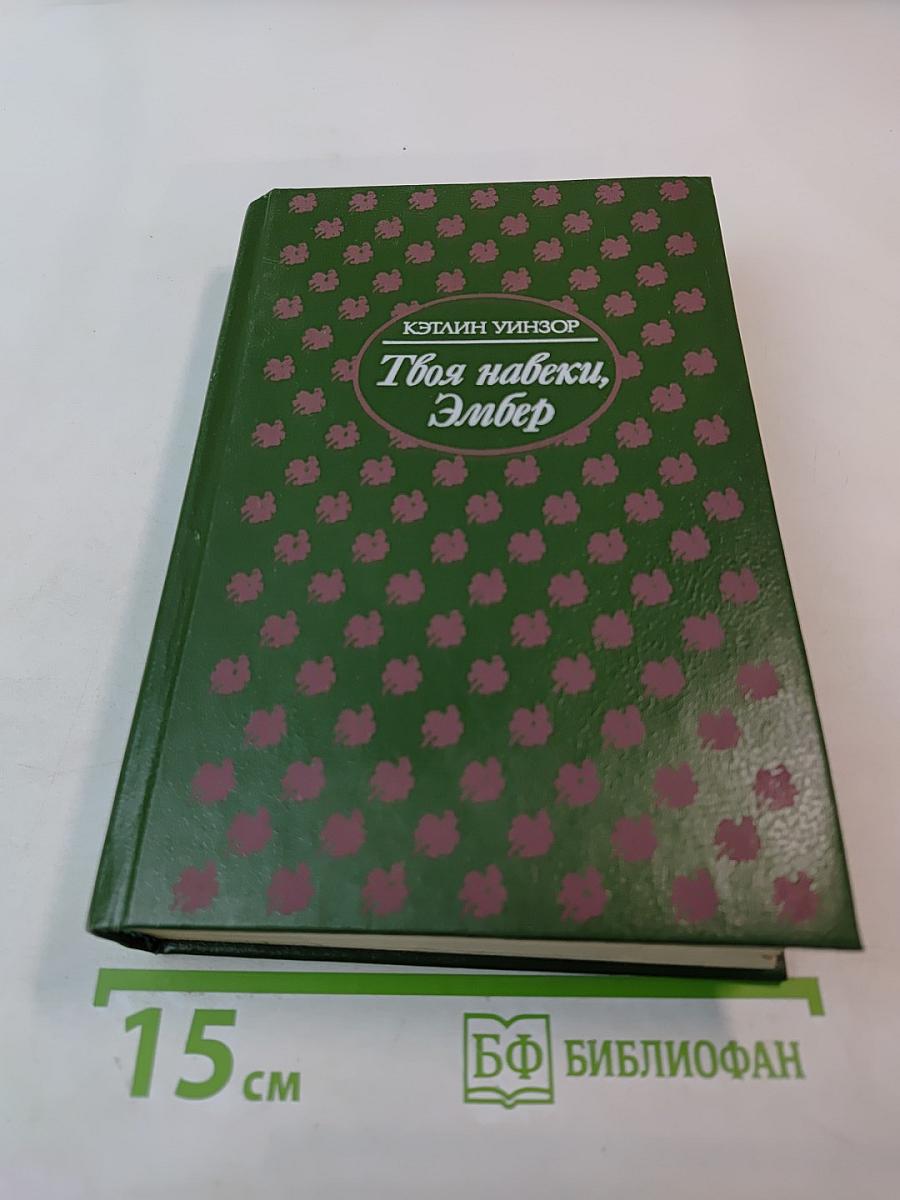 КЭТЛИН УИНЗОР
Твоя навеки,
Эмбер
15 см
БФ БИБЛИОФАН